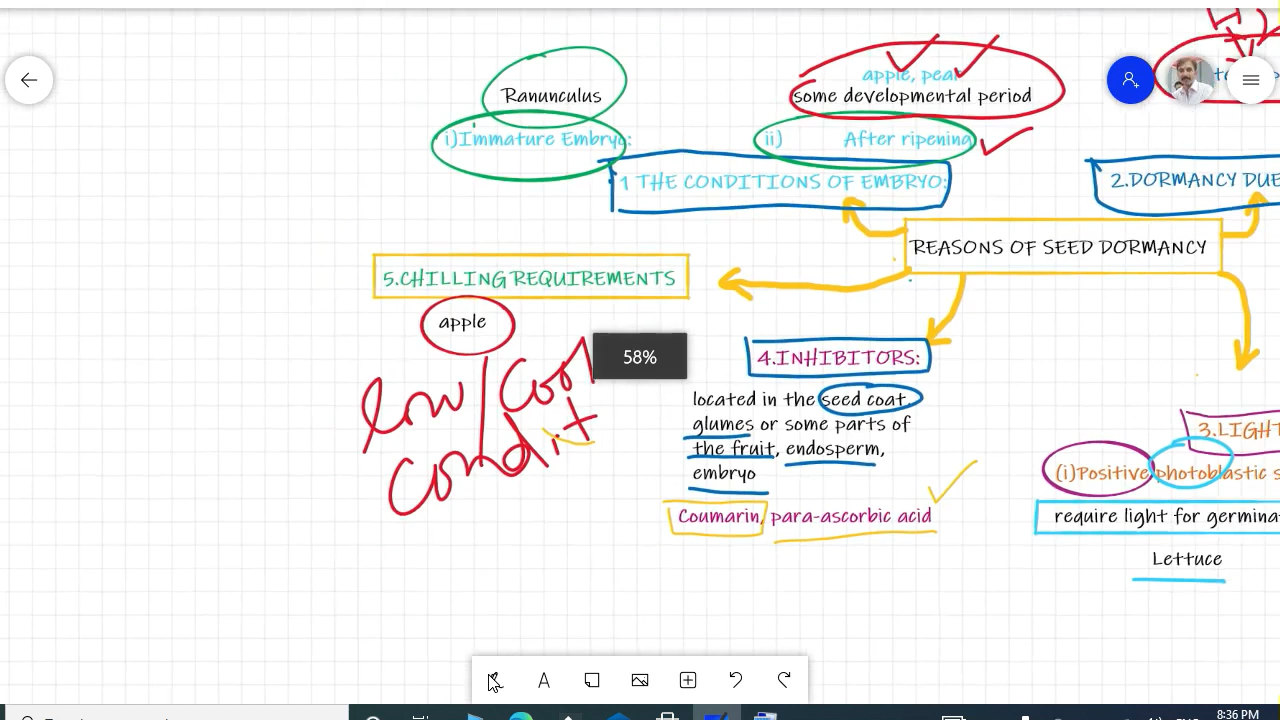 apple, pear
Ranunculus
some developmental period
i)Immature Embryo:
ii) After ripening
1 THE CONDITIONS OF EMBRYO:
2.DORMANCY DUE
REASONS OF SEED DORMANCY
5.CHILLING REQUIREMENTS
apple
low/Cool
condit
58%
4.INHIBITORS:
located in the seed coat,
glumes or some parts of
the fruit, endosperm,
embryo
Coumarin, para-ascorbic acid
3.LIGHT
(i)Positive photoblastic s
require light for germina
Lettuce
A
8:36 PM